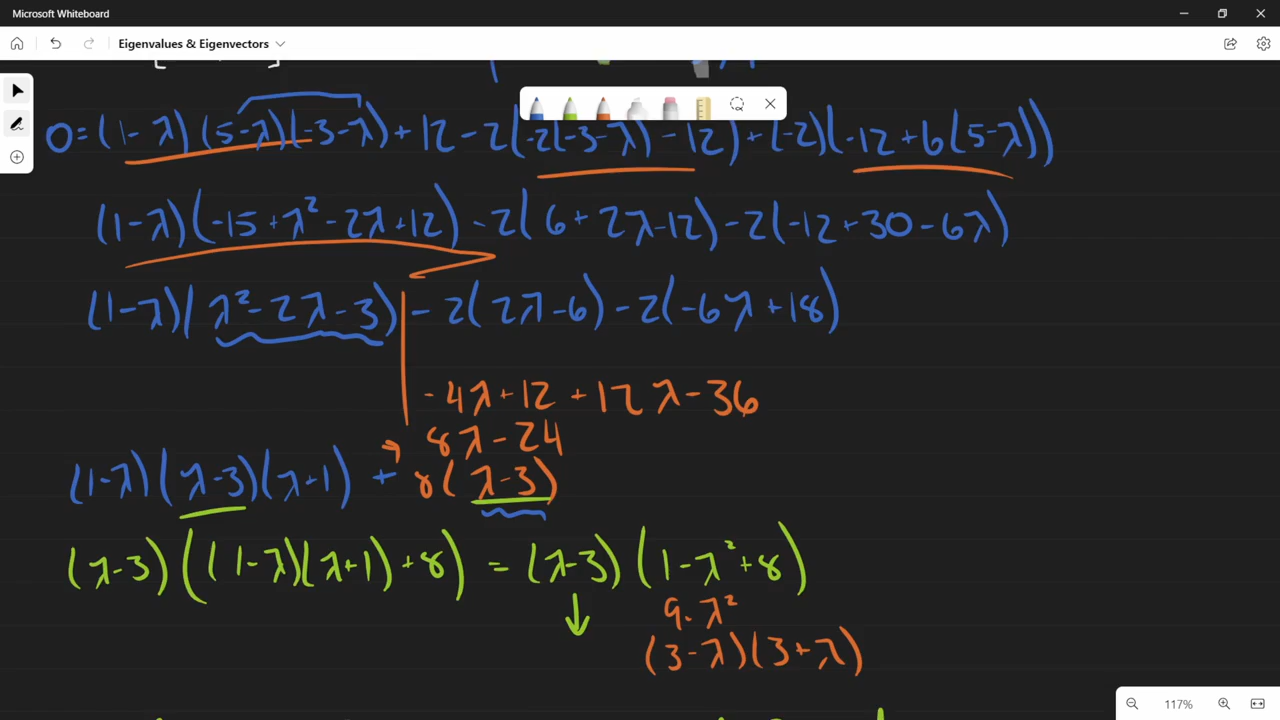 Microsoft Whiteboard
Eigenvalues & Eigenvectors
0=(1-λ)(5-λ)(-3-λ)+12-2(-2(-3-λ)-12)+(-2)(-12+6(5-λ))
(1-λ)(-15+λ²-2λ+12)-2(6+2λ-12)-2(-12+30-6λ)
(1-λ)(λ²-2λ-3)-2(2λ-6)-2(-6λ+18)
-4λ+12+12λ-36
8λ-24
(1-λ)(λ-3)(λ+1)+8(λ-3)
(λ-3)((1-λ)(λ+1)+8)=(λ-3)(1-λ²+8)
9-λ²
(3-λ)(3+λ)
117%